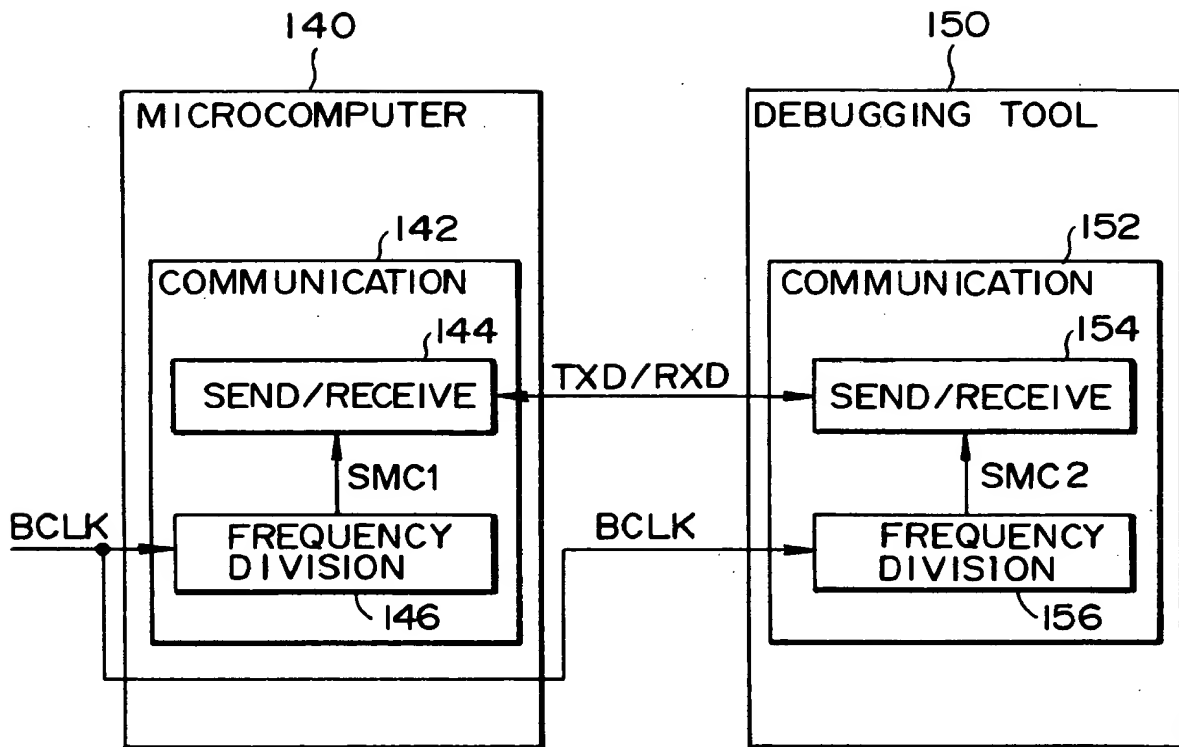 140
150
MICROCOMPUTER
DEBUGGING TOOL
142
152
COMMUNICATION
COMMUNICATION
144
154
SEND/RECEIVE
TXD/RXD
SEND/RECEIVE
SMC1
SMC2
BCLK
FREQUENCY
DIVISION
BCLK
FREQUENCY
DIVISION
146
156